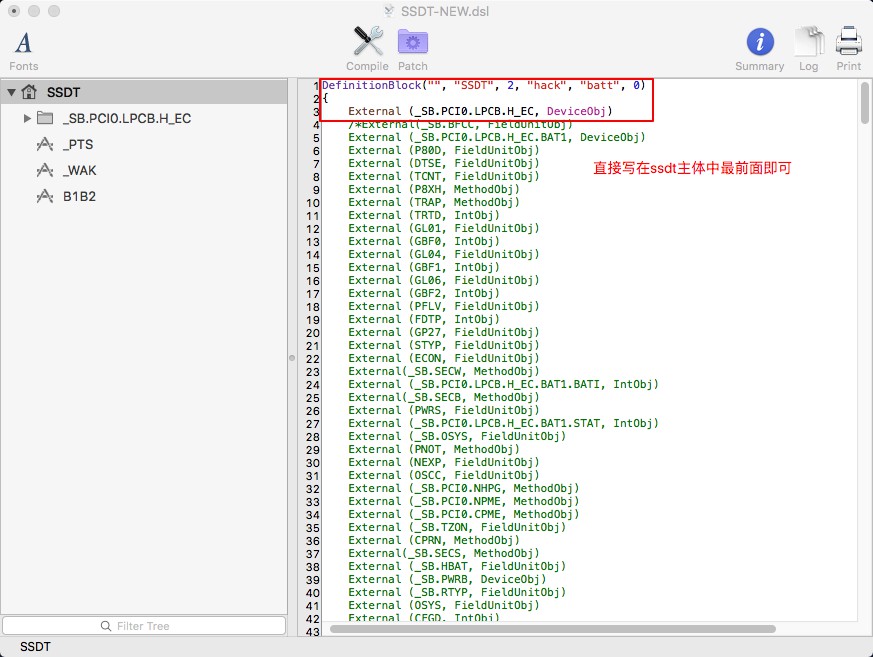 SSDT-NEW.dsl
A
Fonts
Compile
Patch
Summary
Log
Print
SSDT
_SB.PCI0.LPCB.H_EC
_PTS
_WAK
B1B2
Filter Tree
SSDT
1 DefinitionBlock("", "SSDT", 2, "hack", "batt", 0)
2 {
3 External (_SB.PCI0.LPCB.H_EC, DeviceObj)
4 /*External(_SB.BFCC, FieldUnitObj)
5 External (_SB.PCI0.LPCB.H_EC.BAT1, DeviceObj)
6 External (P80D, FieldUnitObj)
7 External (DTSE, FieldUnitObj)
直接写在ssdt主体中最前面即可
8 External (TCNT, FieldUnitObj)
9 External (P8XH, MethodObj)
10 External (TRAP, MethodObj)
11 External (TRTD, IntObj)
12 External (GL01, FieldUnitObj)
13 External (GBF0, IntObj)
14 External (GL04, FieldUnitObj)
15 External (GBF1, IntObj)
16 External (GL06, FieldUnitObj)
17 External (GBF2, IntObj)
18 External (PFLV, FieldUnitObj)
19 External (FDTP, IntObj)
20 External (GP27, FieldUnitObj)
21 External (STYP, FieldUnitObj)
22 External (ECON, FieldUnitObj)
23 External(_SB.SECW, MethodObj)
24 External (_SB.PCI0.LPCB.H_EC.BAT1.BATI, IntObj)
25 External(_SB.SECB, MethodObj)
26 External (PWRS, FieldUnitObj)
27 External (_SB.PCI0.LPCB.H_EC.BAT1.STAT, IntObj)
28 External (_SB.OSYS, FieldUnitObj)
29 External (PNOT, MethodObj)
30 External (NEXP, FieldUnitObj)
31 External (OSCC, FieldUnitObj)
32 External (_SB.PCI0.NHPG, MethodObj)
33 External (_SB.PCI0.NPME, MethodObj)
34 External (_SB.PCI0.CPME, MethodObj)
35 External (_SB.TZON, FieldUnitObj)
36 External (CPRN, MethodObj)
37 External(_SB.SECS, MethodObj)
38 External (_SB.HBAT, FieldUnitObj)
39 External (_SB.PWRB, DeviceObj)
40 External (_SB.RTYP, FieldUnitObj)
41 External (OSYS, FieldUnitObj)
42 External (CFGD, IntObj)
43